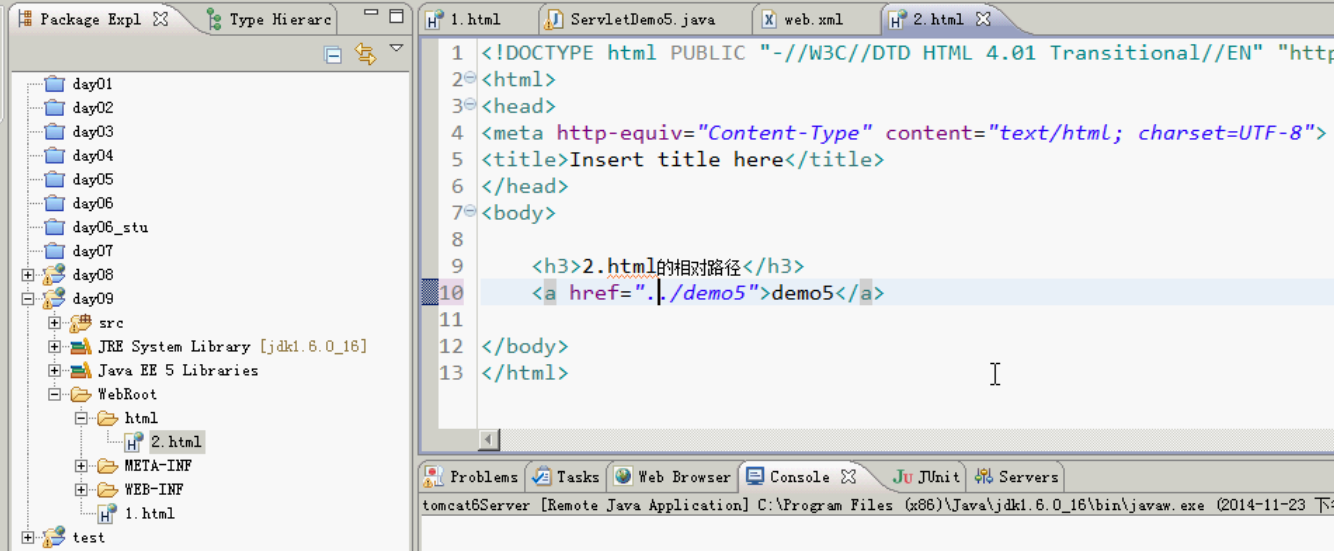 Package Expl
Type Hierarc
day01
day02
day03
day04
day05
day06
day06_stu
day07
day08
day09
src
JRE System Library [jdk1.6.0_16]
Java EE 5 Libraries
WebRoot
html
2.html
META-INF
WEB-INF
1.html
test
1.html
ServletDemo5.java
web.xml
2.html
1 <!DOCTYPE html PUBLIC "-//W3C//DTD HTML 4.01 Transitional//EN" "http
2 <html>
3 <head>
4 <meta http-equiv="Content-Type" content="text/html; charset=UTF-8">
5 <title>Insert title here</title>
6 </head>
7 <body>
8
9 <h3>2.html的相对路径</h3>
10 <a href="../demo5">demo5</a>
11
12 </body>
13 </html>
Problems
Tasks
Web Browser
Console
JUnit
Servers
tomcat6Server [Remote Java Application] C:\Program Files (x86)\Java\jdk1.6.0_16\bin\javaw.exe (2014-11-23 下